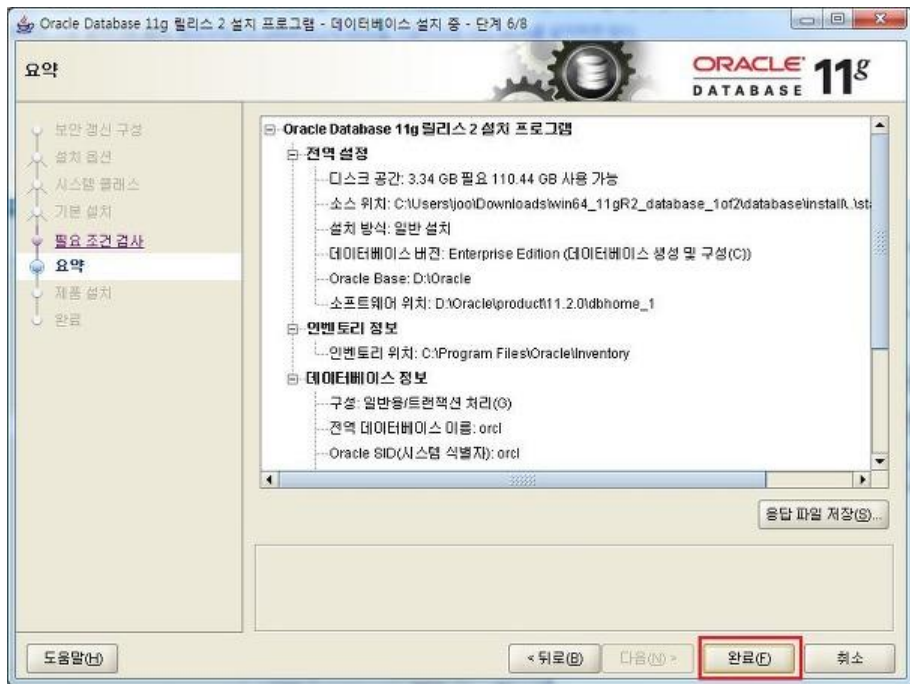 Oracle Database 11g 릴리스 2 설치 프로그램 - 데이터베이스 설치 중 - 단계 6/8
요약
ORACLE
DATABASE
11g
보안 갱신 구성
설치 옵션
시스템 클래스
기본 설치
필요 조건 검사
요약
제품 설치
완료
Oracle Database 11g 릴리스 2 설치 프로그램
전역 설정
디스크 공간: 3.34 GB 필요 110.44 GB 사용 가능
소스 위치: C:\Users\joo\Downloads\win64_11gR2_database_1of2\database\install\..\st
설치 방식: 일반 설치
데이터베이스 버전: Enterprise Edition (데이터베이스 생성 및 구성(C))
Oracle Base: D:\Oracle
소프트웨어 위치: D:\Oracle\product\11.2.0\dbhome_1
인벤토리 정보
인벤토리 위치: C:\Program Files\Oracle\Inventory
데이터베이스 정보
구성: 일반용/트랜잭션 처리(G)
전역 데이터베이스 이름: orcl
Oracle SID(시스템 식별자): orcl
응답 파일 저장(S)...
도움말(H)
< 뒤로(B)
다음(N) >
완료(F)
취소